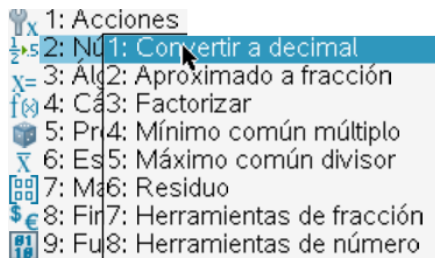 1: Acciones
2: Nú 1: Convertir a decimal
3: Álg 2: Aproximado a fracción
4: Cá 3: Factorizar
5: Pr 4: Mínimo común múltiplo
6: Es 5: Máximo común divisor
7: Ma 6: Residuo
8: Fin 7: Herramientas de fracción
9: Fu 8: Herramientas de número